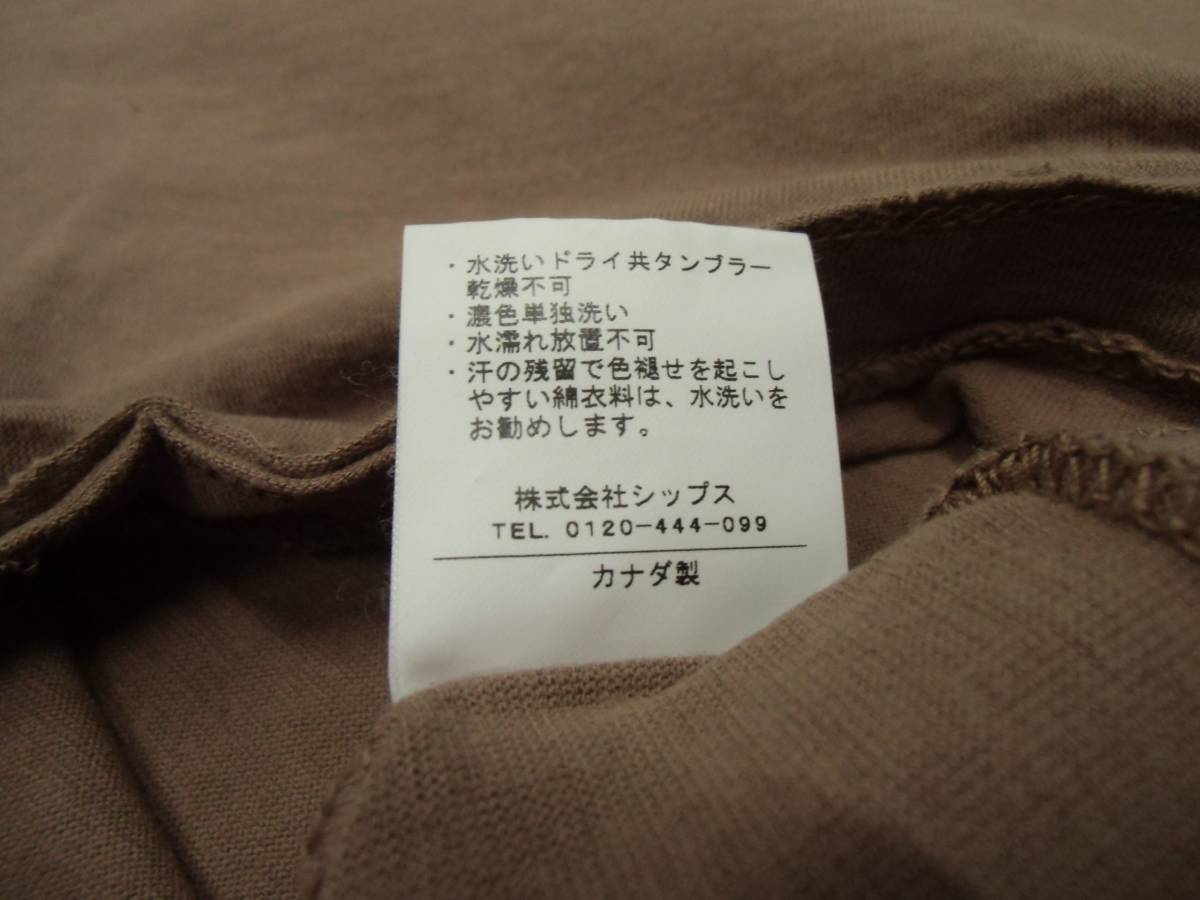 ・水洗いドライ共タンブラー
乾燥不可
・濃色単独洗い
・水濡れ放置不可
・汗の残留で色褪せを起こし
やすい綿衣料は、水洗いを
お勧めします。
株式会社シップス
TEL. 0120-444-099
カナダ製